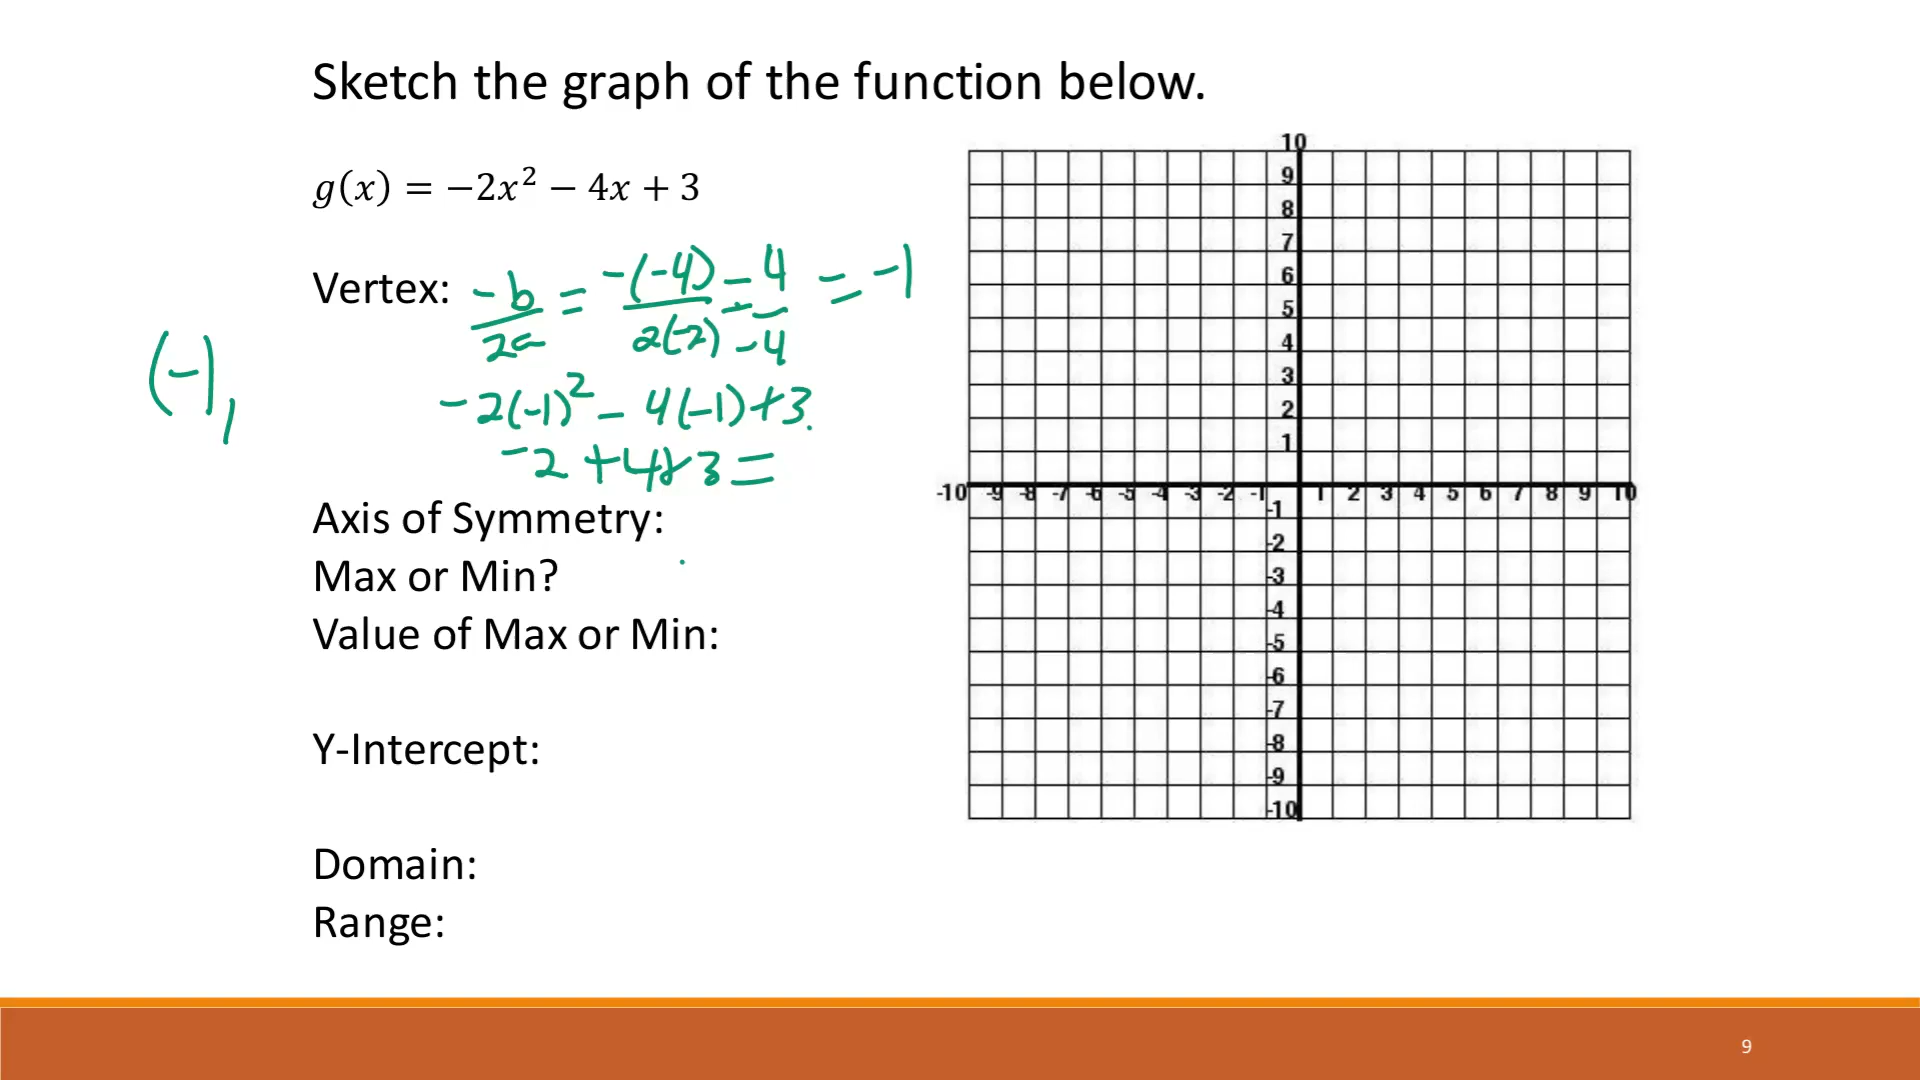 Sketch the graph of the function below.
g(x) = −2x² − 4x + 3
Vertex: -b/2a = -(-4)/2(-2) = 4/-4 = -1
(-1,
-2(-1)² - 4(-1)+3
-2 +4+3 =
Axis of Symmetry:
Max or Min?
Value of Max or Min:
Y-Intercept:
Domain:
Range:
10
9
8
7
6
5
4
3
2
1
-10 -9 -8 -7 -6 -5 -4 -3 -2 -1 1 2 3 4 5 6 7 8 9 10
-1
-2
-3
-4
-5
-6
-7
-8
-9
-10
9